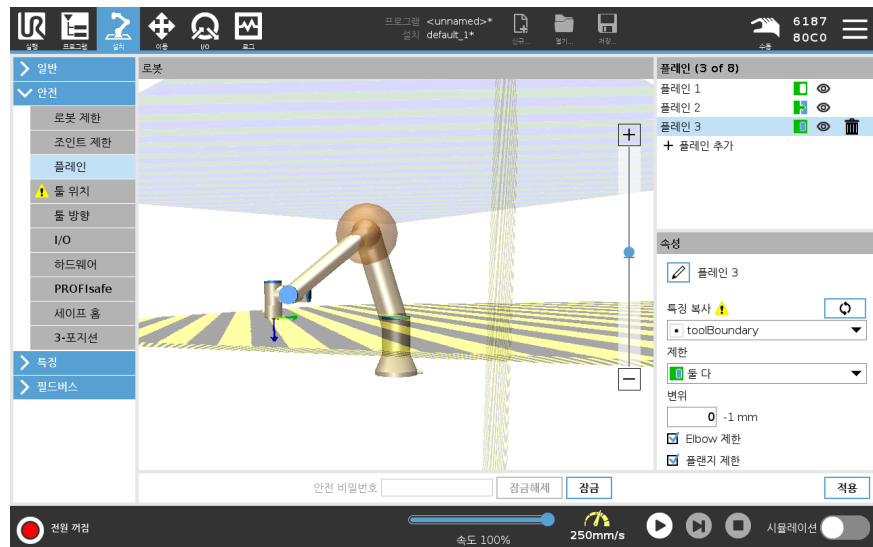 UR
실행
프로그램
설치
이동
I/O
로그
프로그램 <unnamed>*
설치 default_1*
신규...
열기...
저장...
수동
6187
80C0
일반
안전
로봇 제한
조인트 제한
플레인
툴 위치
툴 방향
I/O
하드웨어
PROFIsafe
세이프 홈
3-포지션
특징
필드버스
로봇
플레인 (3 of 8)
플레인 1
플레인 2
플레인 3
플레인 추가
속성
플레인 3
특징 복사
toolBoundary
제한
둘 다
변위
0 -1 mm
Elbow 제한
플랜지 제한
안전 비밀번호
잠금해제
잠금
적용
전원 꺼짐
속도 100%
250mm/s
시뮬레이션